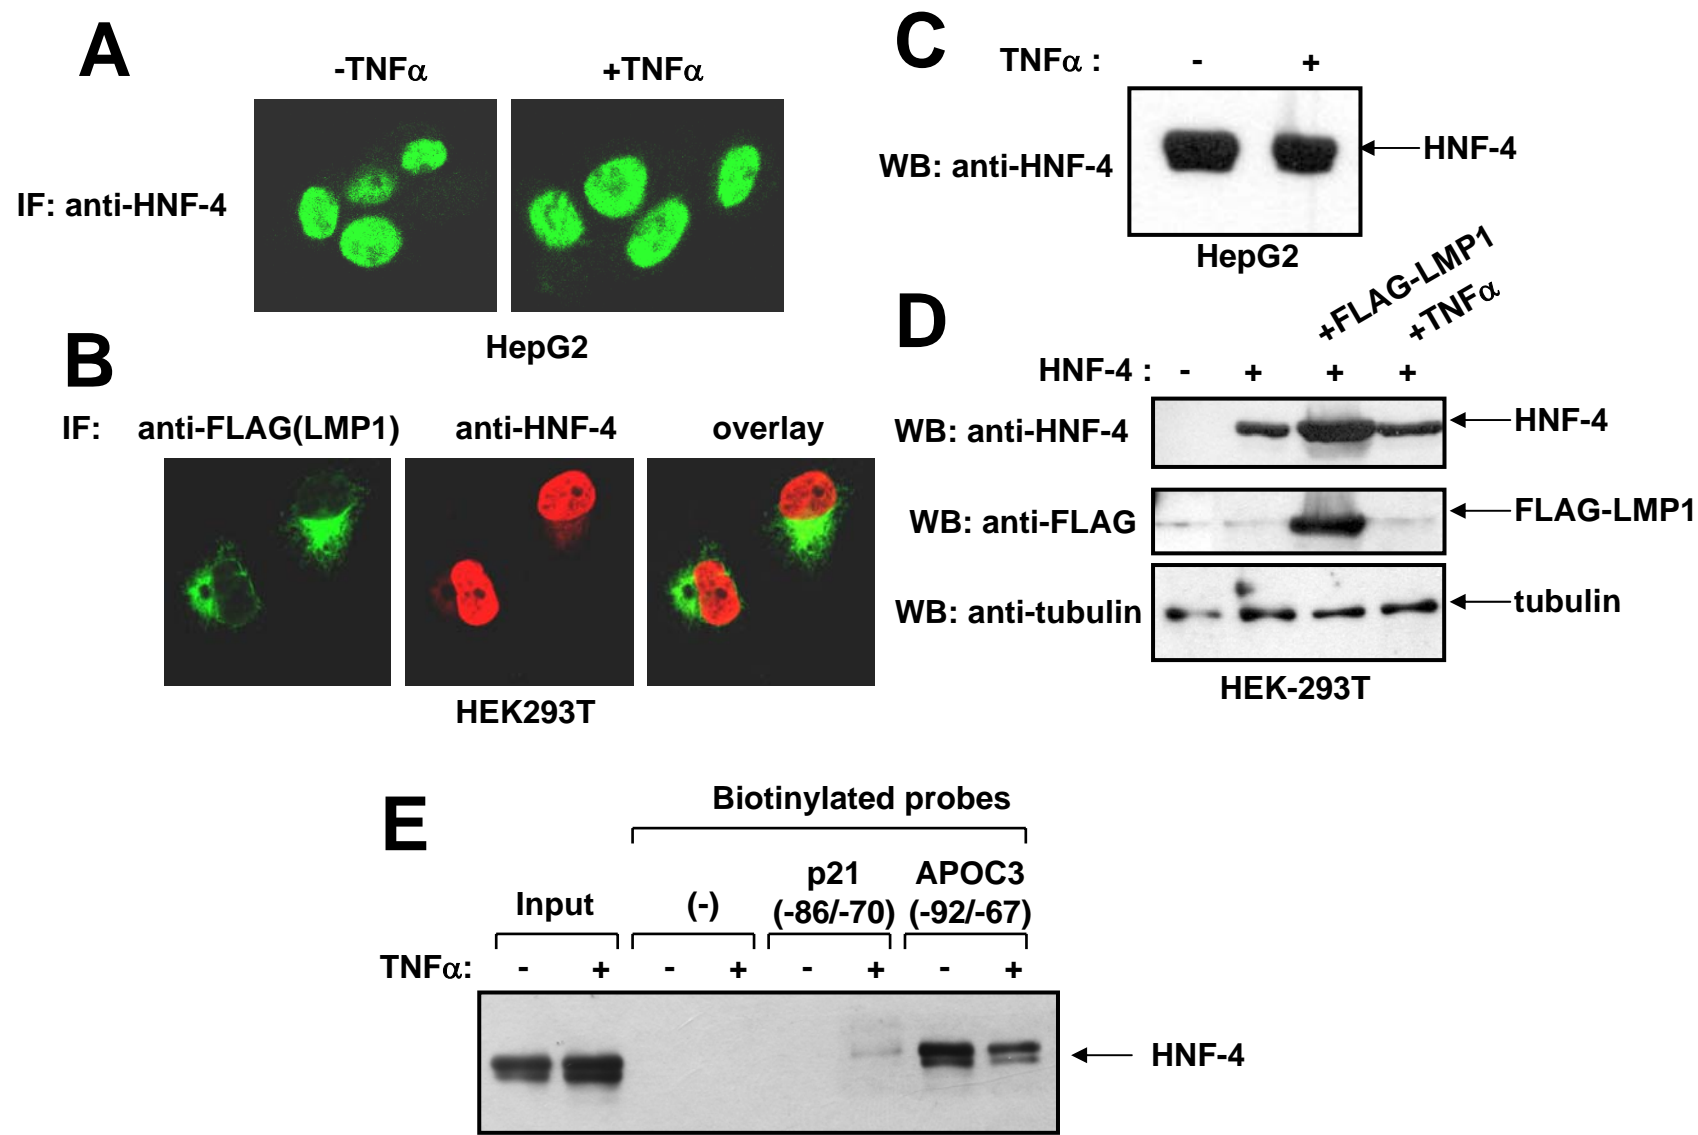 A
-TNFα +TNFα
IF: anti-HNF-4
HepG2
B
IF: anti-FLAG(LMP1) anti-HNF-4 overlay
HEK293T
C
TNFα : - +
WB: anti-HNF-4
HNF-4
HepG2
D
+FLAG-LMP1
+TNFα
HNF-4 : - + + +
WB: anti-HNF-4
HNF-4
WB: anti-FLAG
FLAG-LMP1
WB: anti-tubulin
tubulin
HEK-293T
E
Biotinylated probes
p21 APOC3
Input (-) (-86/-70) (-92/-67)
TNFα: - + - + - + - +
HNF-4